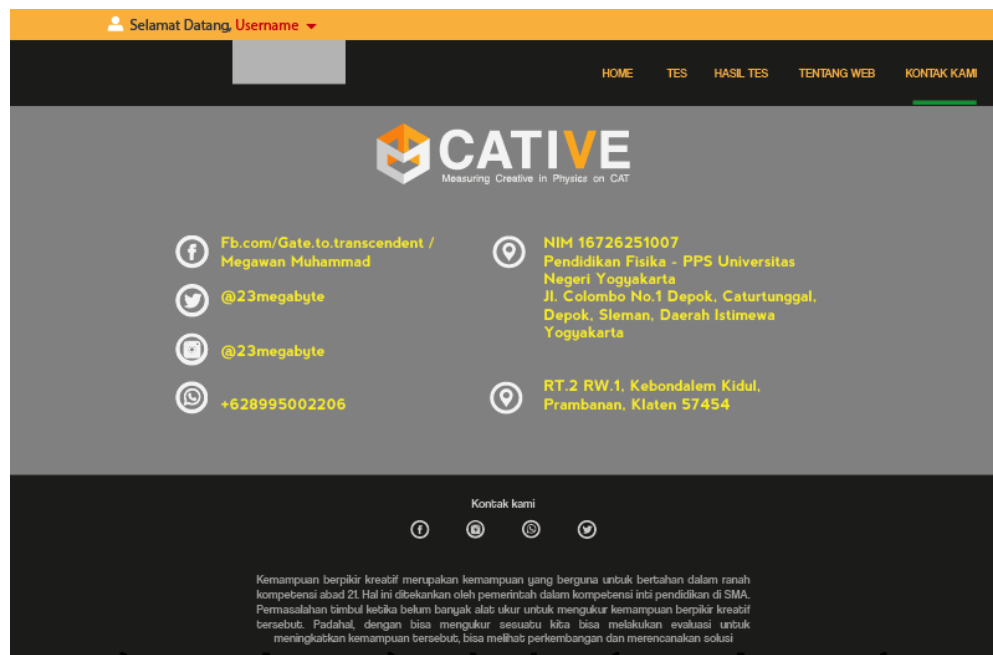 Selamat Datang, Username
HOME TES HASIL TES TENTANG WEB KONTAK KAMI
CATIVE
Measuring Creative in Physics on CAT
Fb.com/Gate.to.transcendent /
Megawan Muhammad
@23megabyte
@23megabyte
+628995002206
NIM 16726251007
Pendidikan Fisika - PPS Universitas
Negeri Yogyakarta
Jl. Colombo No.1 Depok, Caturtunggal,
Depok, Sleman, Daerah Istimewa
Yogyakarta
RT.2 RW.1, Kebondalem Kidul,
Prambanan, Klaten 57454
Kontak kami
Kemampuan berpikir kreatif merupakan kemampuan yang berguna untuk bertahan dalam ranah
kompetensi abad 21. Hal ini ditekankan oleh pemerintah dalam kompetensi inti pendidikan di SMA.
Permasalahan timbul ketika belum banyak alat ukur untuk mengukur kemampuan berpikir kreatif
tersebut. Padahal, dengan bisa mengukur sesuatu kita bisa melakukan evaluasi untuk
meningkatkan kemampuan tersebut, bisa melihat perkembangan dan merencanakan solusi